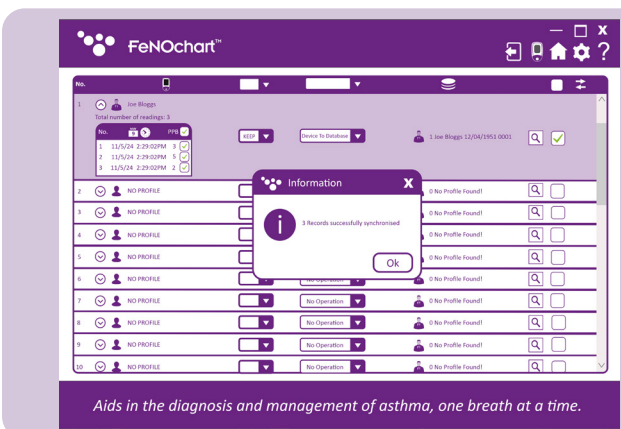 FeNOchart™
X
?
No.
1 Joe Bloggs
Total number of readings: 3
No. 9 PPB
1 11/5/24 2:29:02PM 3
2 11/5/24 2:29:02PM 5
3 11/5/24 2:29:02PM 2
KEEP Device To Database 1 Joe Bloggs 12/04/1951 0001
Information X
i 3 Records successfully synchronised
Ok
2 NO PROFILE 0 No Profile Found!
3 NO PROFILE 0 No Profile Found!
4 NO PROFILE 0 No Profile Found!
5 NO PROFILE 0 No Profile Found!
6 NO PROFILE No Operation 0 No Profile Found!
7 NO PROFILE No Operation 0 No Profile Found!
8 NO PROFILE No Operation 0 No Profile Found!
9 NO PROFILE No Operation 0 No Profile Found!
10 NO PROFILE No Operation 0 No Profile Found!
Aids in the diagnosis and management of asthma, one breath at a time.